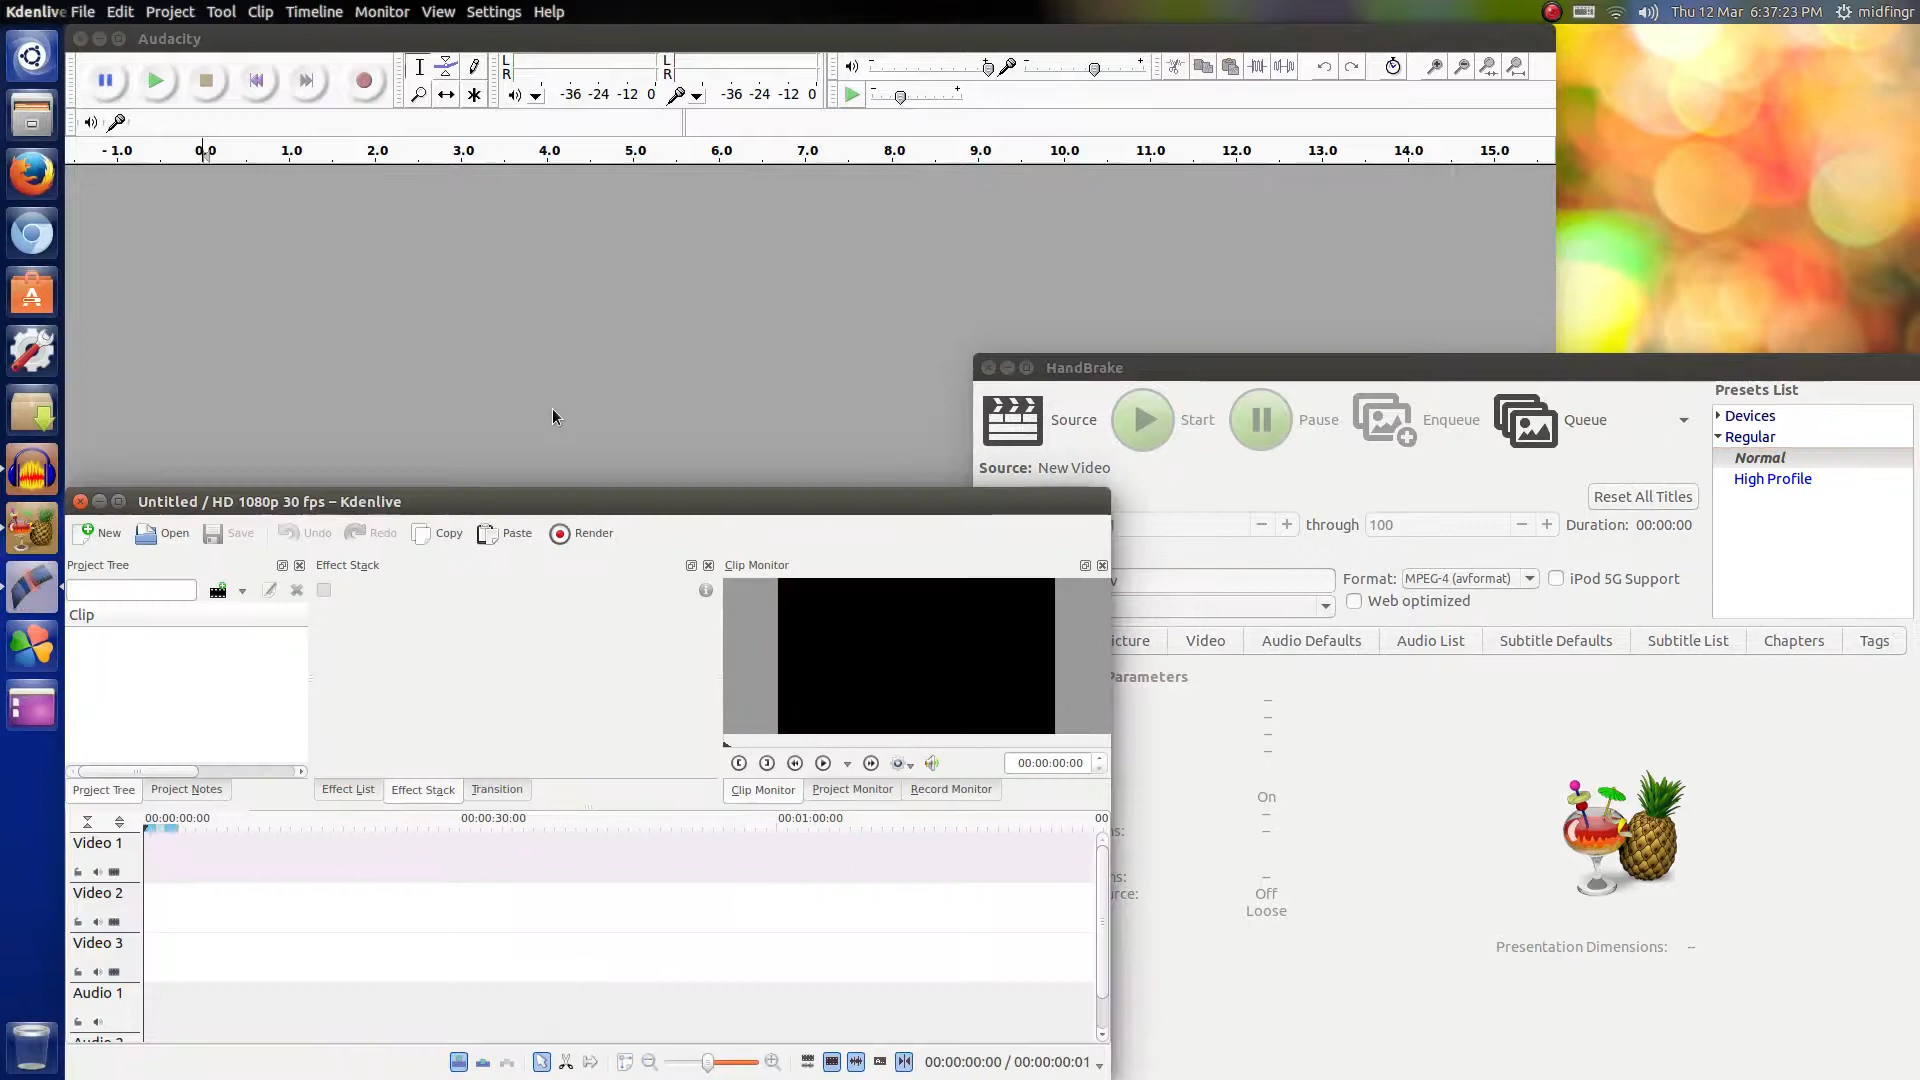 Kdenlive File Edit Project Tool Clip Timeline Monitor View Settings Help
Thu 12 Mar 6:37:23 PM midfingr
Audacity
L
R
L
R
-36 -24 -12 0
-36 -24 -12 0
- 1.0 0.0 1.0 2.0 3.0 4.0 5.0 6.0 7.0 8.0 9.0 10.0 11.0 12.0 13.0 14.0 15.0
HandBrake
Source Start Pause Enqueue Queue
Source: New Video
Reset All Titles
through 100 Duration: 00:00:00
Format: MPEG-4 (avformat) iPod 5G Support
Web optimized
Presets List
Devices
Regular
Normal
High Profile
icture Video Audio Defaults Audio List Subtitle Defaults Subtitle List Chapters Tags
Parameters
On
ns:
ource:
Off
Loose
Presentation Dimensions: --
Untitled / HD 1080p 30 fps – Kdenlive
New Open Save Undo Redo Copy Paste Render
Project Tree
Effect Stack
Clip Monitor
Clip
00:00:00:00
Project Tree Project Notes
Effect List Effect Stack Transition
Clip Monitor Project Monitor Record Monitor
00:00:00:00 00:00:30:00 00:01:00:00 00
Video 1
Video 2
Video 3
Audio 1
00:00:00:00 / 00:00:00:01